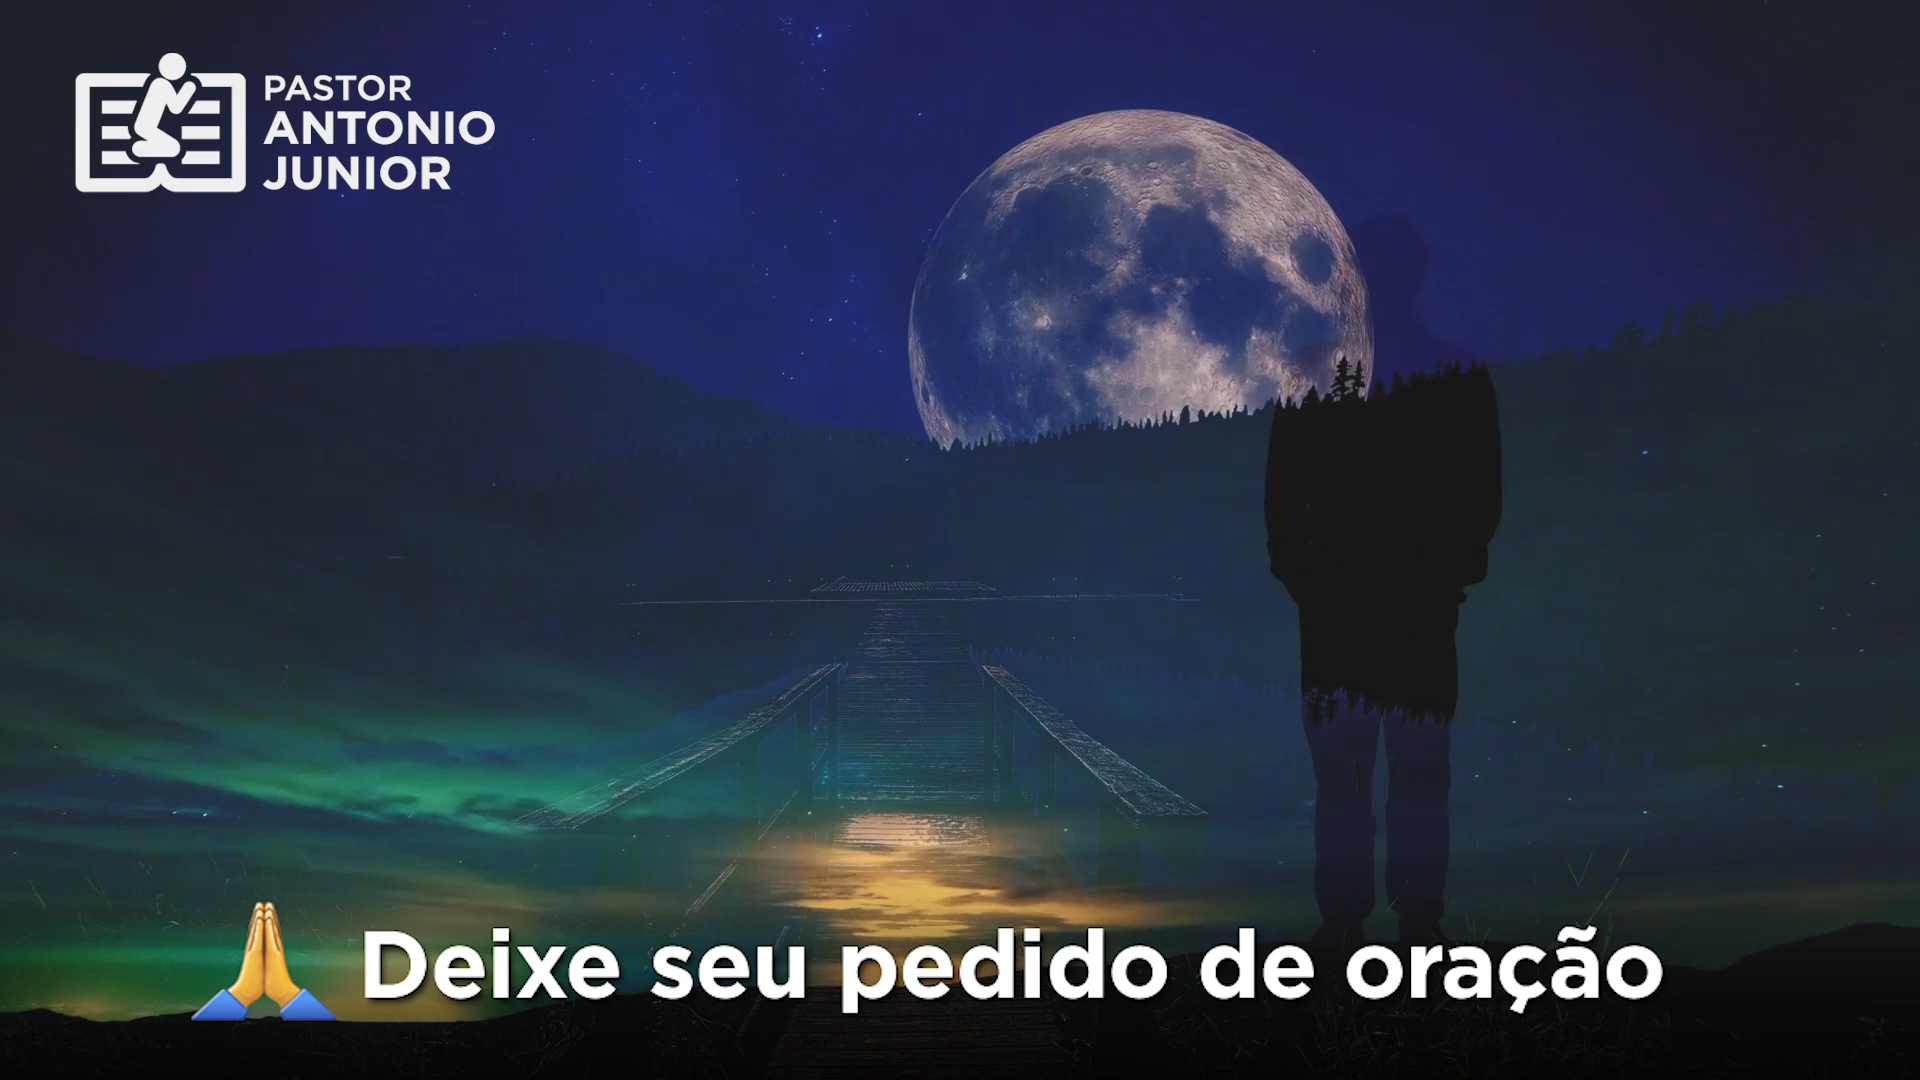 PASTOR
ANTONIO
JUNIOR
🙏 Deixe seu pedido de oração